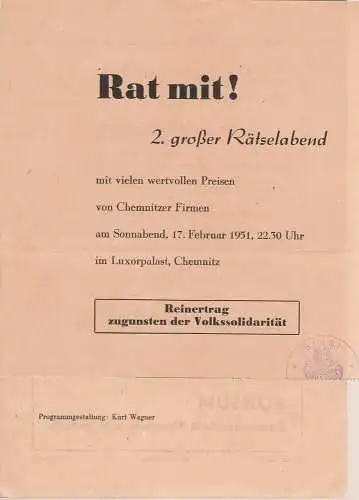 Rat mit!
2. großer Rätselabend
mit vielen wertvollen Preisen
von Chemnitzer Firmen
am Sonnabend, 17. Februar 1951, 22.30 Uhr
im Luxorpalast, Chemnitz
Reinertrag
zugunsten der Volkssolidarität
Programmgestaltung: Kurt Wagner